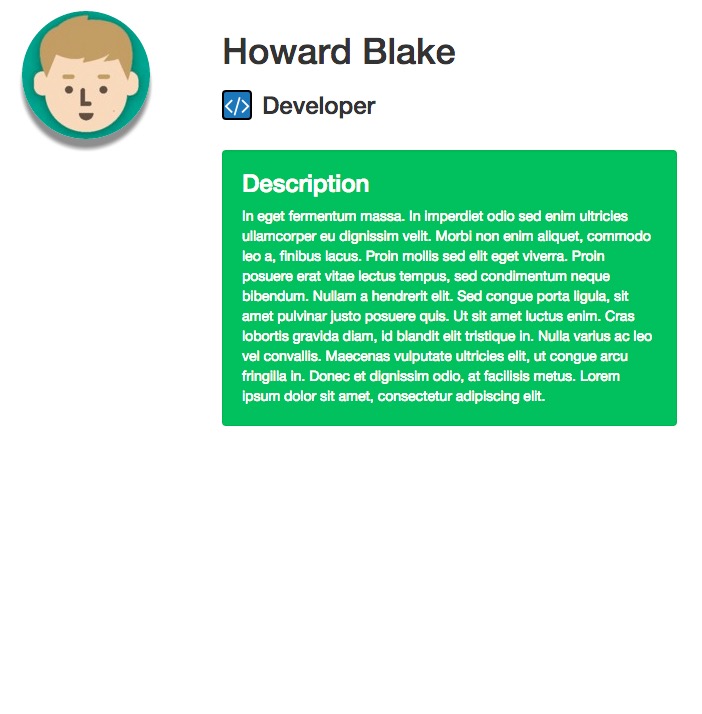 Howard Blake
</> Developer
Description
In eget fermentum massa. In imperdiet odio sed enim ultricies
ullamcorper eu dignissim velit. Morbi non enim aliquet, commodo
leo a, finibus lacus. Proin mollis sed elit eget viverra. Proin
posuere erat vitae lectus tempus, sed condimentum neque
bibendum. Nullam a hendrerit elit. Sed congue porta ligula, sit
amet pulvinar justo posuere quis. Ut sit amet luctus enim. Cras
lobortis gravida diam, id blandit elit tristique in. Nulla varius ac leo
vel convallis. Maecenas vulputate ultricies elit, ut congue arcu
fringilla in. Donec et dignissim odio, at facilisis metus. Lorem
ipsum dolor sit amet, consectetur adipiscing elit.